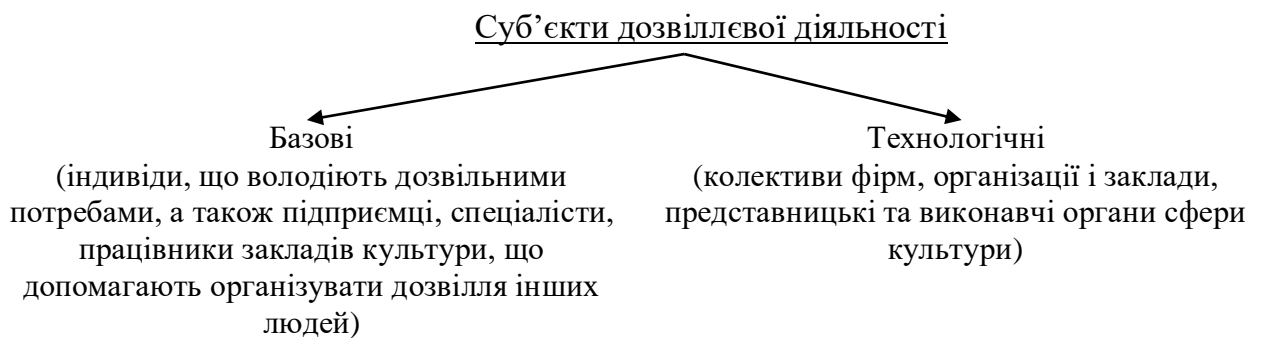 Суб’єкти дозвіллєвої діяльності
Базові
(індивіди, що володіють дозвільними
потребами, а також підприємці, спеціалісти,
працівники закладів культури, що
допомагають організувати дозвілля інших
людей)
Технологічні
(колективи фірм, організації і заклади,
представницькі та виконавчі органи сфери
культури)